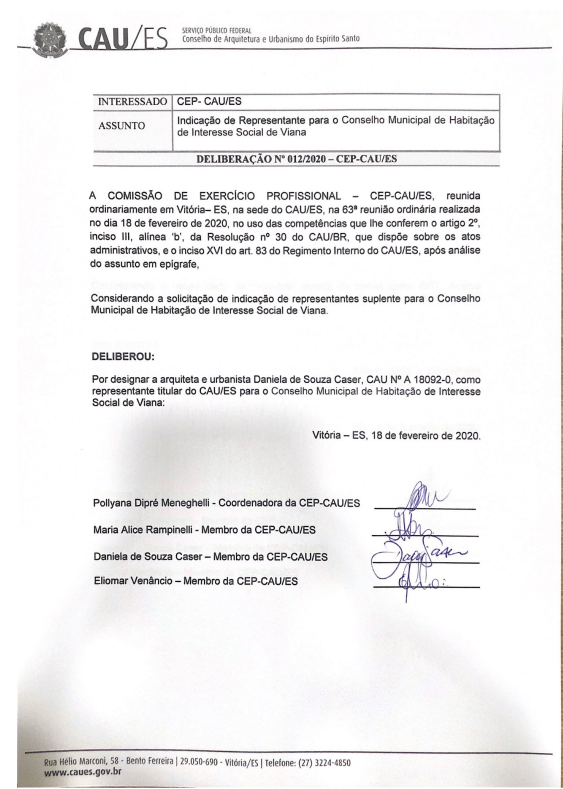 CAU/ES
SERVIÇO PÚBLICO FEDERAL
Conselho de Arquitetura e Urbanismo do Espírito Santo
INTERESSADO CEP- CAU/ES
ASSUNTO Indicação de Representante para o Conselho Municipal de Habitação
de Interesse Social de Viana
DELIBERAÇÃO Nº 012/2020 – CEP-CAU/ES
A COMISSÃO DE EXERCÍCIO PROFISSIONAL – CEP-CAU/ES, reunida
ordinariamente em Vitória– ES, na sede do CAU/ES, na 63ª reunião ordinária realizada
no dia 18 de fevereiro de 2020, no uso das competências que lhe conferem o artigo 2º,
inciso III, alínea 'b', da Resolução nº 30 do CAU/BR, que dispõe sobre os atos
administrativos, e o inciso XVI do art. 83 do Regimento Interno do CAU/ES, após análise
do assunto em epígrafe,
Considerando a solicitação de indicação de representantes suplente para o Conselho
Municipal de Habitação de Interesse Social de Viana.
DELIBEROU:
Por designar a arquiteta e urbanista Daniela de Souza Caser, CAU Nº A 18092-0, como
representante titular do CAU/ES para o Conselho Municipal de Habitação de Interesse
Social de Viana:
Vitória – ES, 18 de fevereiro de 2020.
Pollyana Dipré Meneghelli - Coordenadora da CEP-CAU/ES
Maria Alice Rampinelli - Membro da CEP-CAU/ES
Daniela de Souza Caser – Membro da CEP-CAU/ES
Eliomar Venâncio – Membro da CEP-CAU/ES
Rua Hélio Marconi, 58 - Bento Ferreira | 29.050-690 - Vitória/ES | Telefone: (27) 3224-4850
www.caues.gov.br